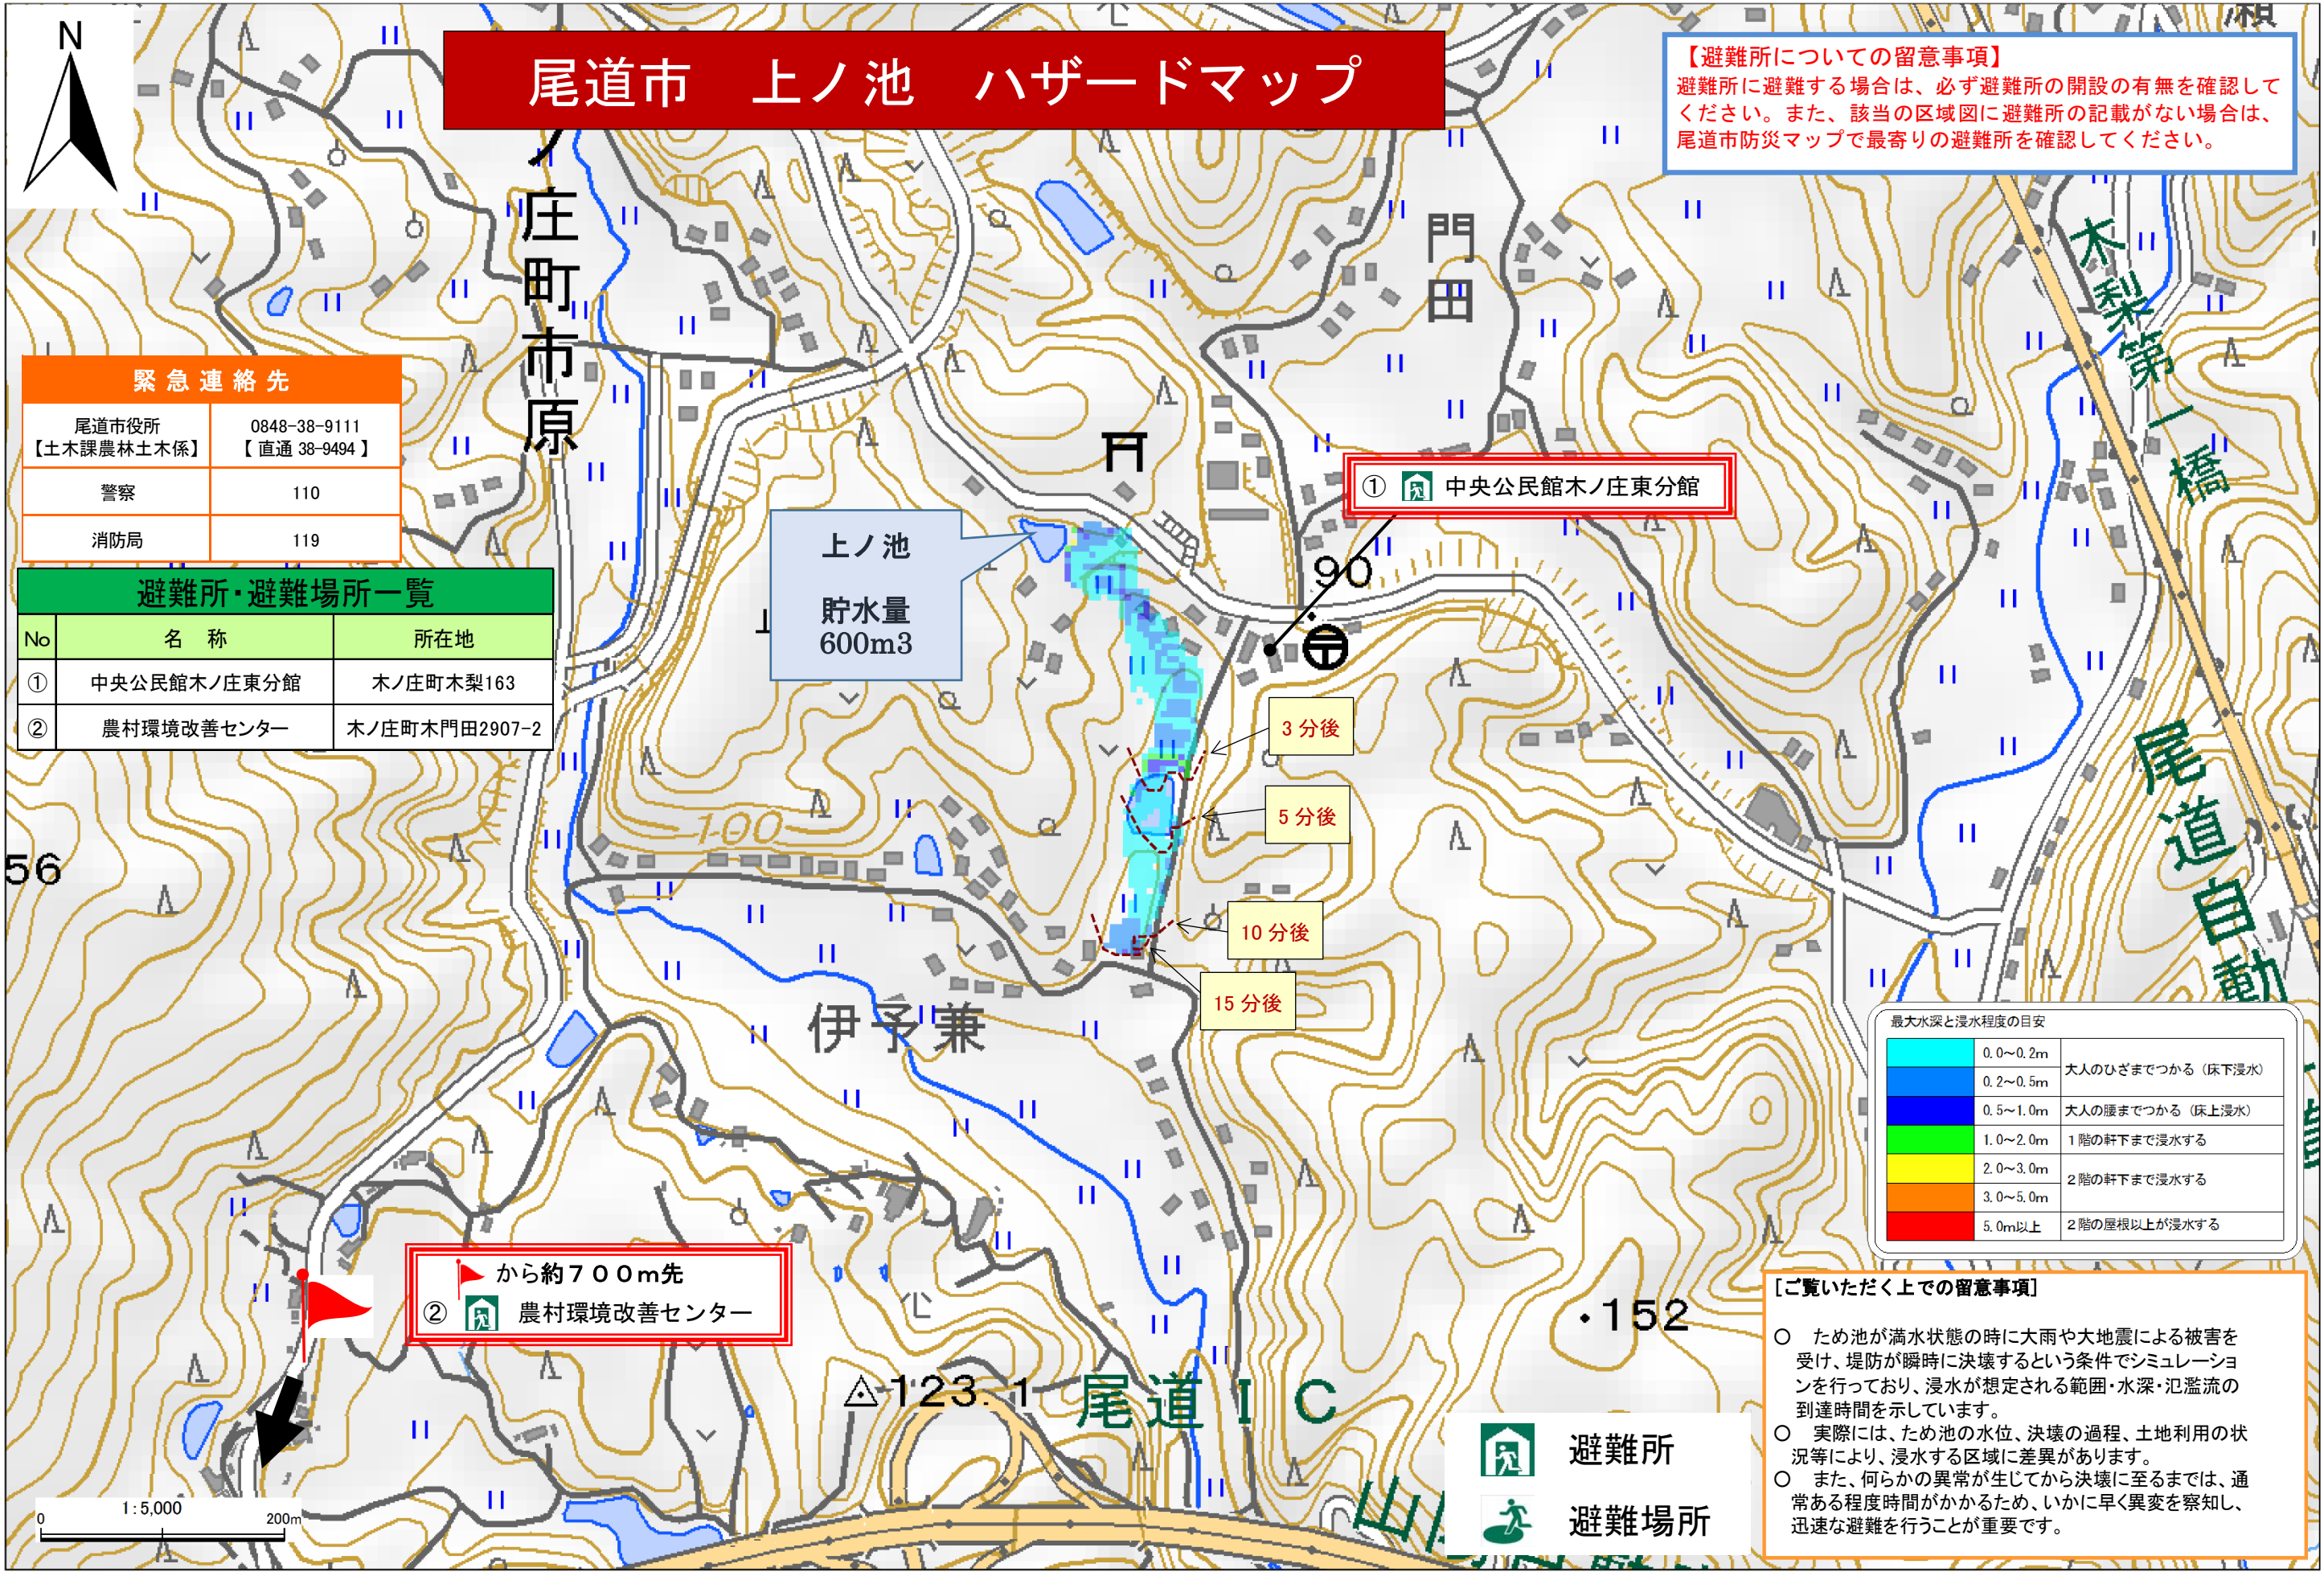 N
尾道市　上ノ池　ハザードマップ
【避難所についての留意事項】
避難所に避難する場合は、必ず避難所の開設の有無を確認して
ください。また、該当の区域図に避難所の記載がない場合は、
尾道市防災マップで最寄りの避難所を確認してください。
ノ庄町市原
門田
木梨第一橋
緊急連絡先
尾道市役所
【土木課農林土木係】
0848-38-9111
【 直通 38-9494 】
警察 110
消防局 119
避難所・避難場所一覧
No 名　称 所在地
① 中央公民館木ノ庄東分館 木ノ庄町木梨163
② 農村環境改善センター 木ノ庄町木門田2907-2
① 中央公民館木ノ庄東分館
上ノ池
貯水量
600m3
90
3 分後
5 分後
10 分後
15 分後
100
56
伊予兼
尾道自動
最大水深と浸水程度の目安
0.0～0.2m
大人のひざまでつかる（床下浸水）
0.2～0.5m
0.5～1.0m 大人の腰までつかる（床上浸水）
1.0～2.0m 1階の軒下まで浸水する
2.0～3.0m
2階の軒下まで浸水する
3.0～5.0m
5.0m以上 2階の屋根以上が浸水する
から約７００ｍ先
② 農村環境改善センター
・152
123.1
尾道ＩＣ
避難所
避難場所
[ご覧いただく上での留意事項]
○　ため池が満水状態の時に大雨や大地震による被害を
受け、堤防が瞬時に決壊するという条件でシミュレーショ
ンを行っており、浸水が想定される範囲・水深・氾濫流の
到達時間を示しています。
○　実際には、ため池の水位、決壊の過程、土地利用の状
況等により、浸水する区域に差異があります。
○　また、何らかの異常が生じてから決壊に至るまでは、通
常ある程度時間がかかるため、いかに早く異変を察知し、
迅速な避難を行うことが重要です。
1:5,000
0 200m